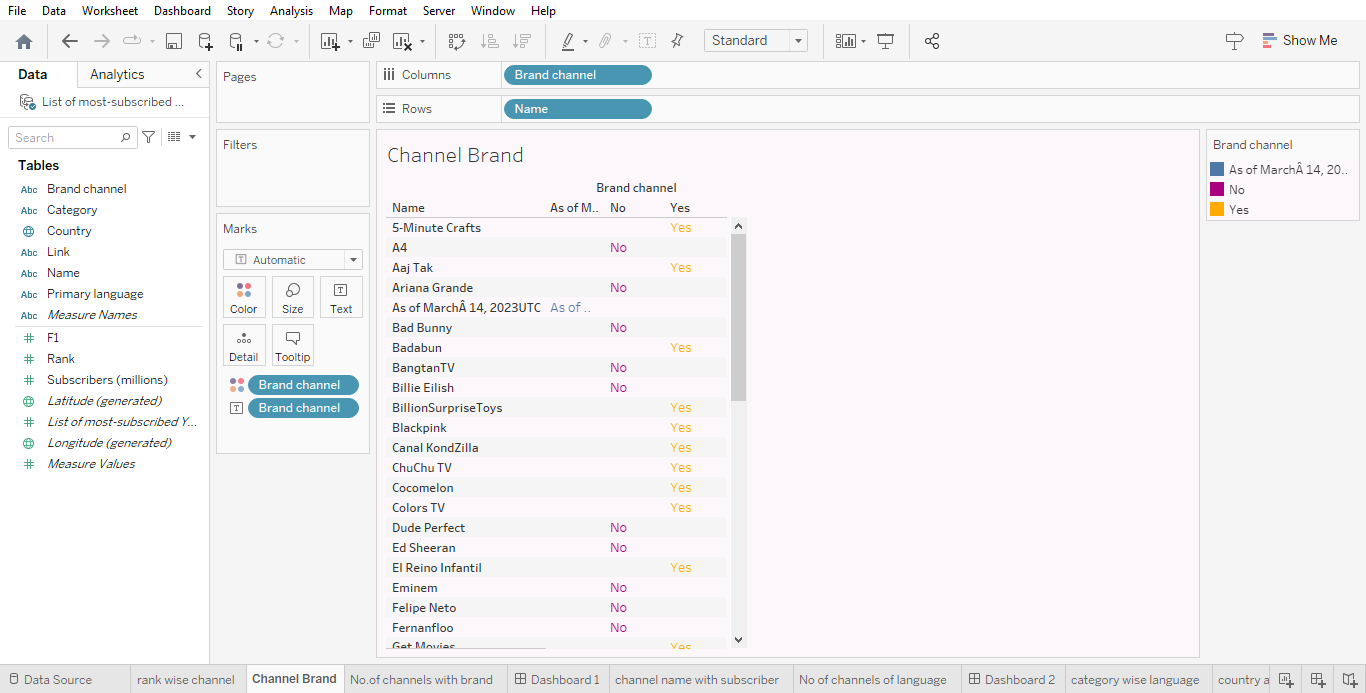 File Data Worksheet Dashboard Story Analysis Map Format Server Window Help
Standard
Show Me
Data Analytics
List of most-subscribed ...
Search
Tables
Abc Brand channel
Abc Category
Country
Abc Link
Abc Name
Abc Primary language
Abc Measure Names
# F1
# Rank
# Subscribers (millions)
Latitude (generated)
# List of most-subscribed Y...
Longitude (generated)
# Measure Values
Pages
Filters
Marks
Automatic
Color Size Text
Detail Tooltip
Brand channel
Brand channel
Columns Brand channel
Rows Name
Channel Brand
Brand channel
Name As of M.. No Yes
5-Minute Crafts Yes
A4 No
Aaj Tak Yes
Ariana Grande No
As of MarchÂ 14, 2023UTC As of ..
Bad Bunny No
Badabun Yes
BangtanTV No
Billie Eilish No
BillionSurpriseToys Yes
Blackpink Yes
Canal KondZilla Yes
ChuChu TV Yes
Cocomelon Yes
Colors TV Yes
Dude Perfect No
Ed Sheeran No
El Reino Infantil Yes
Eminem No
Felipe Neto No
Fernanfloo No
Get Movies Yes
Brand channel
As of MarchÂ 14, 20..
No
Yes
Data Source rank wise channel Channel Brand No.of channels with brand Dashboard 1 channel name with subscriber No of channels of language Dashboard 2 category wise language country a